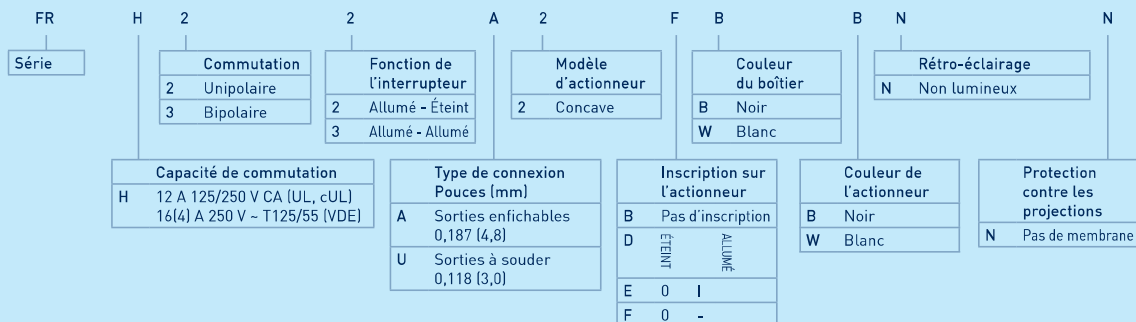 FR H 2 2 A 2 F B B N N
Série
Commutation
2 Unipolaire
3 Bipolaire
Fonction de
l'interrupteur
2 Allumé - Éteint
3 Allumé - Allumé
Modèle
d'actionneur
2 Concave
Couleur
du boîtier
B Noir
W Blanc
Rétro-éclairage
N Non lumineux
Capacité de commutation
H 12 A 125/250 V CA (UL, cUL)
16(4) A 250 V ~ T125/55 (VDE)
Type de connexion
Pouces (mm)
A Sorties enfichables
0,187 (4,8)
U Sorties à souder
0,118 (3,0)
Inscription sur
l'actionneur
B Pas d'inscription
D ÉTEINT ALLUMÉ
E 0 I
F 0 -
Couleur de
l'actionneur
B Noir
W Blanc
Protection
contre les
projections
N Pas de membrane